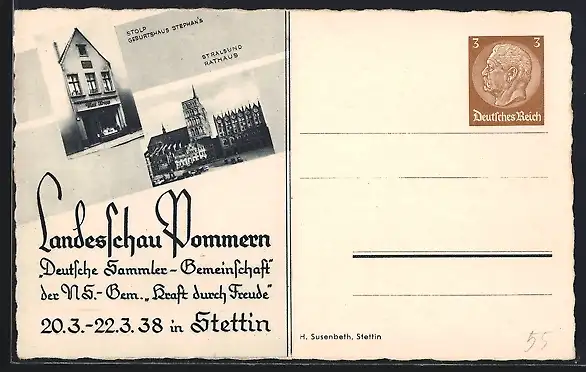 STOLP
GEBURTSHAUS STEPHAN'S
STRALSUND
RATHAUS
Landesschau Pommern
„Deutsche Sammler-Gemeinschaft"
der NS.-Gem. „Kraft durch Freude"
20.3.-22.3.38 in Stettin
3 3
Deutsches Reich
H. Susenbeth, Stettin
55